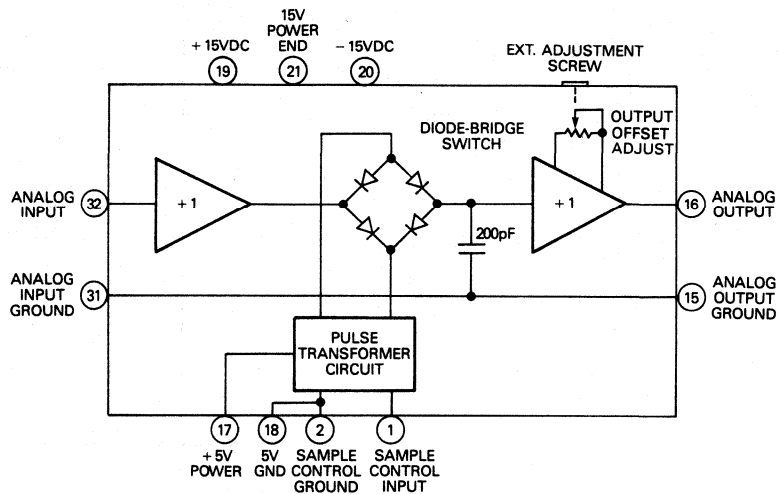 15V
POWER
END
+ 15VDC
- 15VDC
19
21
20
EXT. ADJUSTMENT
SCREW
OUTPUT
OFFSET
ADJUST
DIODE-BRIDGE
SWITCH
ANALOG
INPUT
32
+ 1
+ 1
16
ANALOG
OUTPUT
200pF
ANALOG
INPUT
GROUND
31
15
ANALOG
OUTPUT
GROUND
PULSE
TRANSFORMER
CIRCUIT
17
18
2
1
+ 5V
POWER
5V
GND
SAMPLE
CONTROL
GROUND
SAMPLE
CONTROL
INPUT